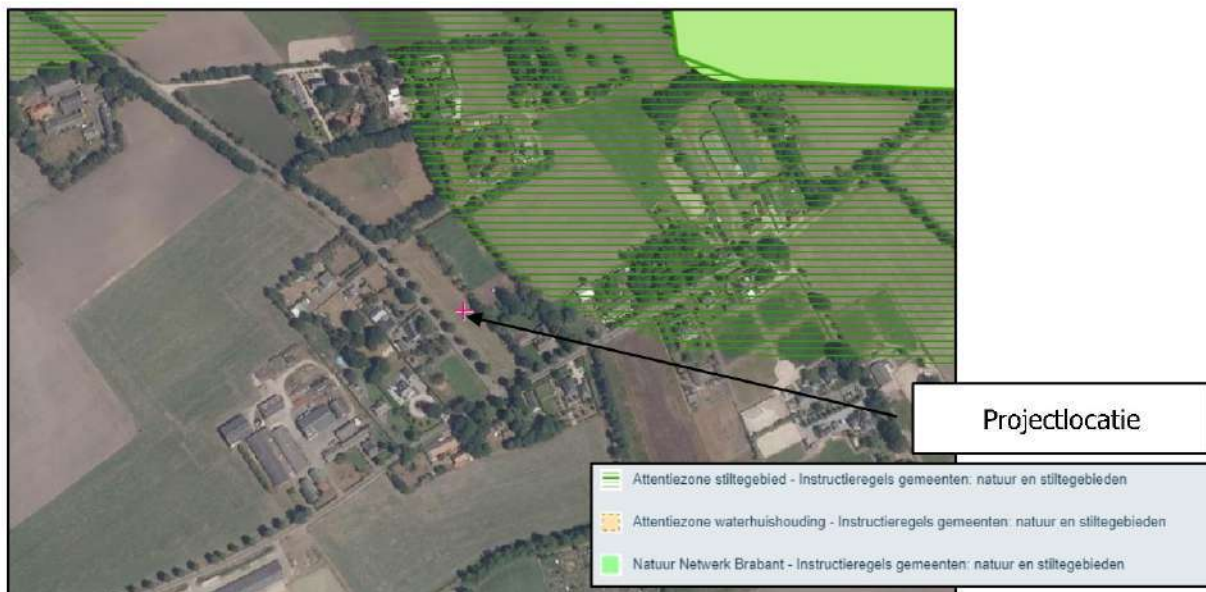 Projectlocatie
Attentiezone stiltegebied - Instructieregels gemeenten: natuur en stiltegebieden
Attentiezone waterhuishouding - Instructieregels gemeenten: natuur en stiltegebieden
Natuur Netwerk Brabant - Instructieregels gemeenten: natuur en stiltegebieden